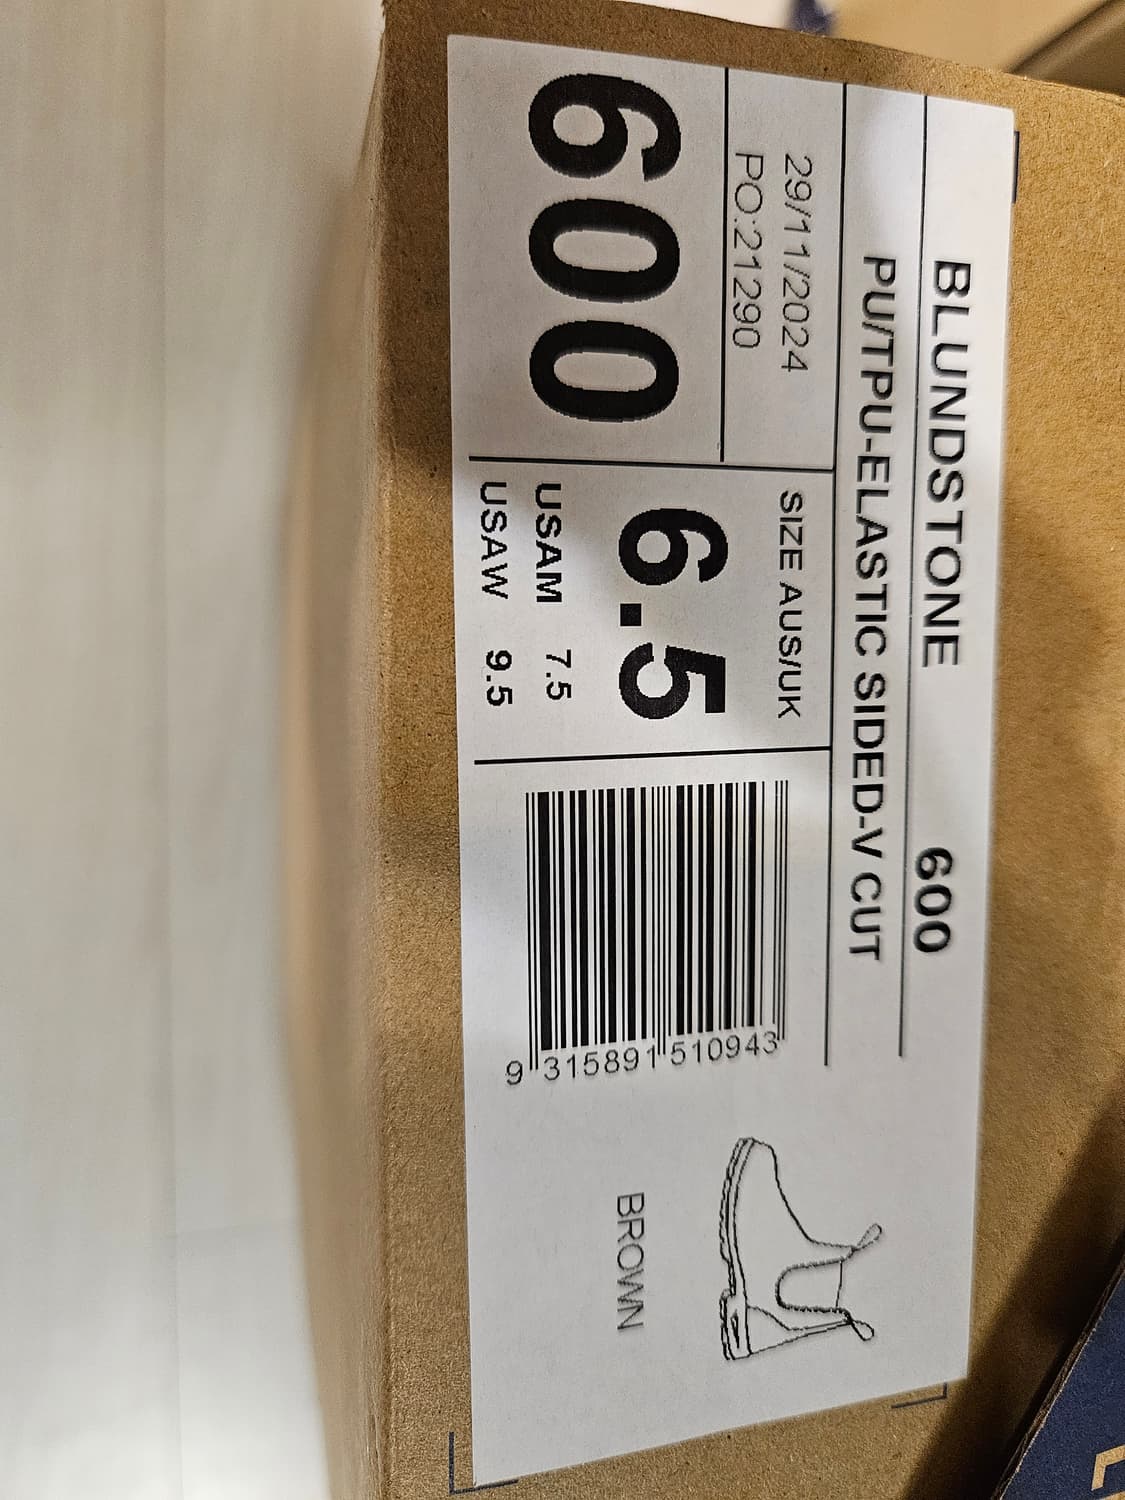 BLUNDSTONE 600
PU/TPU-ELASTIC SIDED-V CUT
29/11/2024
PO:21290
600
SIZE AUS/UK
6.5
USAM 7.5
USAW 9.5
9 315891 510943
BROWN